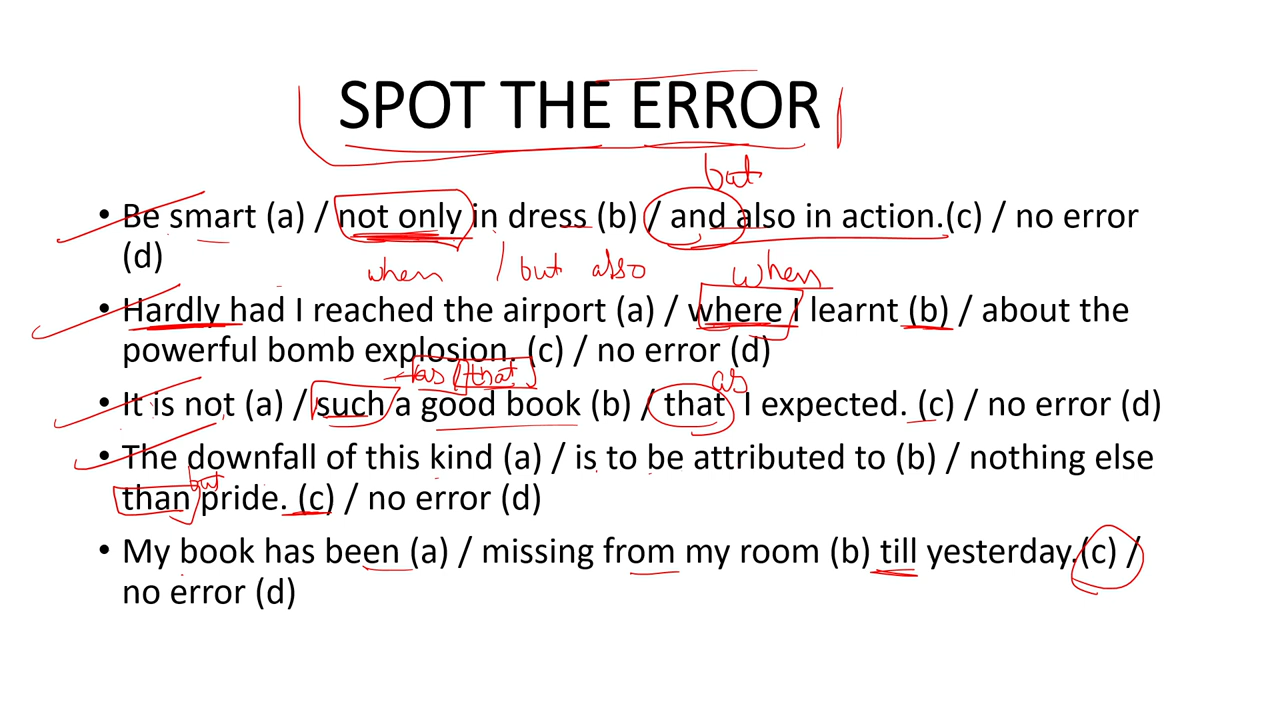 SPOT THE ERROR
but
• Be smart (a) / not only in dress (b) / and also in action.(c) / no error
(d)
when / but also when
• Hardly had I reached the airport (a) / where I learnt (b) / about the
powerful bomb explosion. (c) / no error (d)
as / that as
• It is not (a) / such a good book (b) / that I expected. (c) / no error (d)
• The downfall of this kind (a) / is to be attributed to (b) / nothing else
but
than pride. (c) / no error (d)
• My book has been (a) / missing from my room (b) till yesterday.(c) /
no error (d)